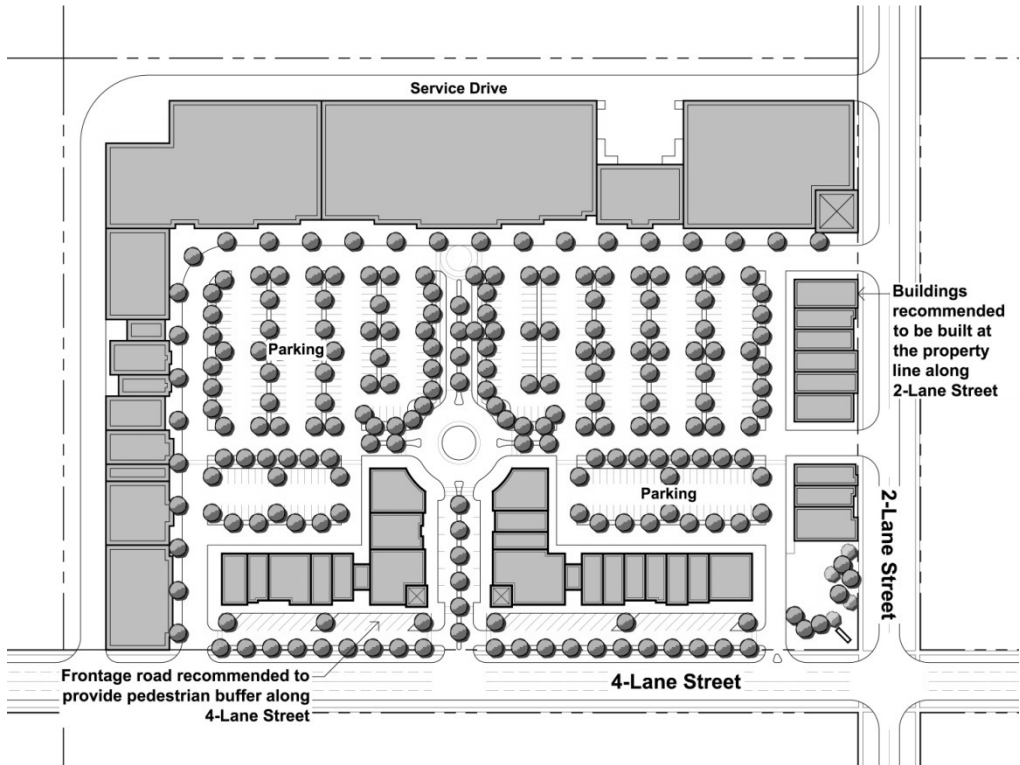 Service Drive
Buildings
recommended
to be built at
the property
line along
2-Lane Street
Parking
Parking
2-Lane Street
Frontage road recommended to
provide pedestrian buffer along
4-Lane Street
4-Lane Street